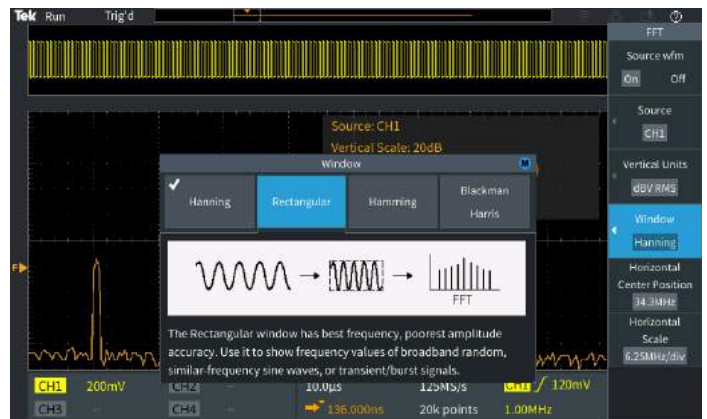 Tek Run Trig'd
FFT
Source wfm
On Off
Source
CH1
Vertical Units
dBV RMS
Window
Hanning
Horizontal
Center Position
34.3MHz
Horizontal
Scale
6.25MHz/div
Source: CH1
Vertical Scale: 20dB
Window
M
Hanning
Rectangular
Hamming
Blackman
Harris
FFT
The Rectangular window has best frequency, poorest amplitude
accuracy. Use it to show frequency values of broadband random,
similar-frequency sine waves, or transient/burst signals.
F
CH1 200mV CH2 -- 10.0µs 125MS/s CH1 / 120mV
CH3 -- CH4 -- 136.000ns 20k points 1.00MHz